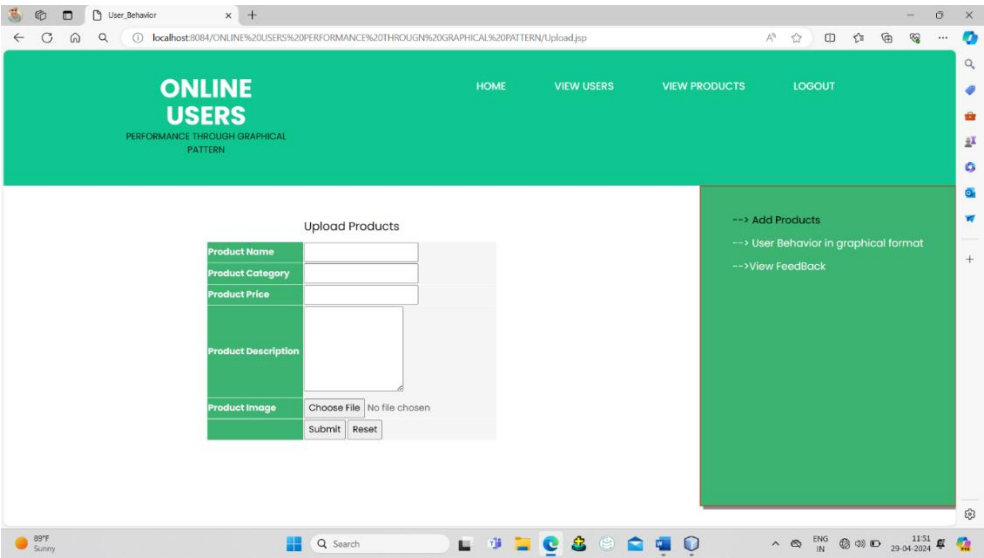 User_Behavior
localhost:8084/ONLINE%20USERS%20PERFORMANCE%20THROUGN%20GRAPHICAL%20PATTERN/Upload.jsp
ONLINE
USERS
PERFORMANCE THROUGH GRAPHICAL
PATTERN
HOME VIEW USERS VIEW PRODUCTS LOGOUT
Upload Products
Product Name
Product Category
Product Price
Product Description
Product Image Choose File No file chosen
Submit Reset
--> Add Products
--> User Behavior in graphical format
-->View FeedBack
89°F
Sunny
Search
ENG
IN
11:51
29-04-2024